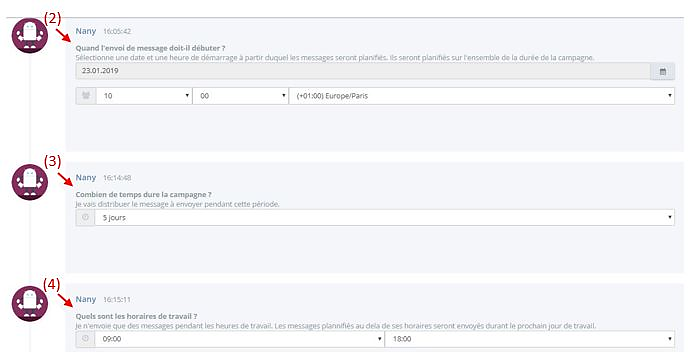 (2)
Nany 16:05:42
Quand l'envoi de message doit-il débuter ?
Sélectionne une date et une heure de démarrage à partir duquel les messages seront planifiés. Ils seront planifiés sur l'ensemble de la durée de la campagne.
23.01.2019
10 00 (+01:00) Europe/Paris
(3)
Nany 16:14:48
Combien de temps dure la campagne ?
Je vais distribuer le message à envoyer pendant cette période.
5 jours
(4)
Nany 16:15:11
Quels sont les horaires de travail ?
Je n'envoie que des messages pendant les heures de travail. Les messages plannifiés au dela de ses horaires seront envoyés durant le prochain jour de travail.
09:00 18:00